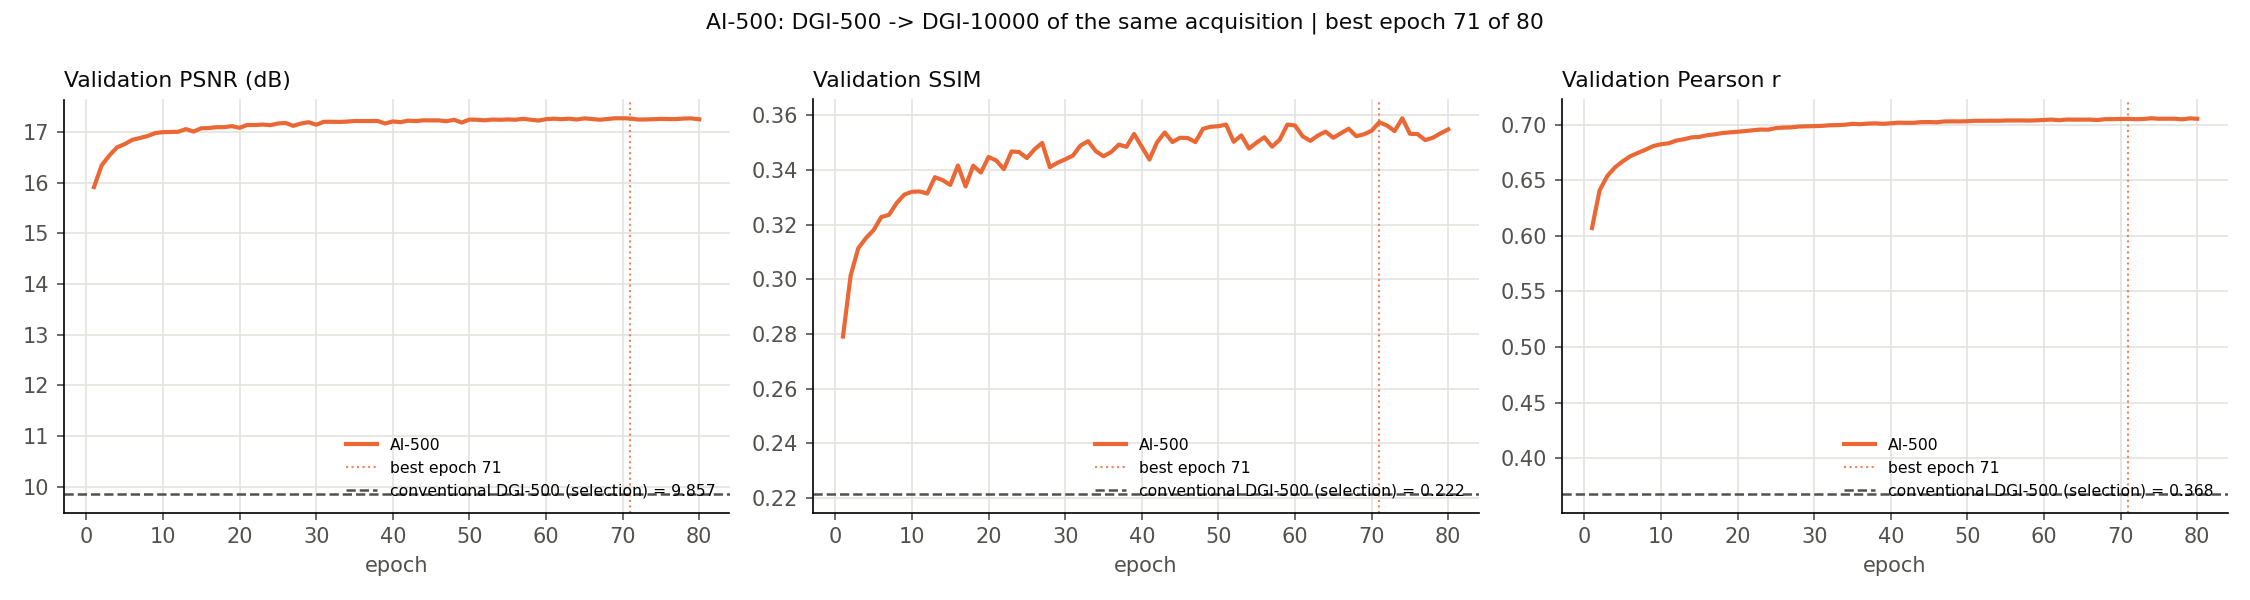 AI-500: DGI-500 -> DGI-10000 of the same acquisition | best epoch 71 of 80
Validation PSNR (dB)
17
16
15
14
13
12
11
10
AI-500
best epoch 71
conventional DGI-500 (selection) = 9.857
0 10 20 30 40 50 60 70 80
epoch
Validation SSIM
0.36
0.34
0.32
0.30
0.28
0.26
0.24
0.22
AI-500
best epoch 71
conventional DGI-500 (selection) = 0.222
0 10 20 30 40 50 60 70 80
epoch
Validation Pearson r
0.70
0.65
0.60
0.55
0.50
0.45
0.40
AI-500
best epoch 71
conventional DGI-500 (selection) = 0.368
0 10 20 30 40 50 60 70 80
epoch